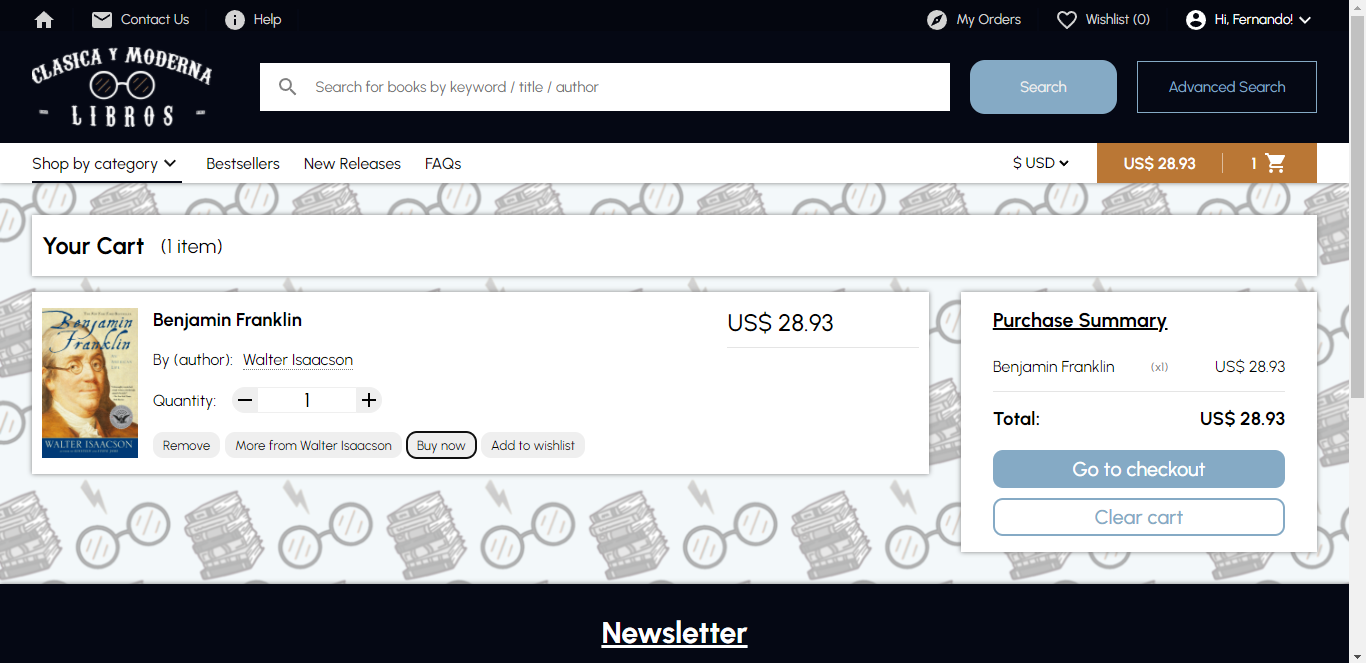 Contact Us
Help
My Orders
Wishlist (0)
Hi, Fernando!
CLASICA Y MODERNA
LIBROS
Search for books by keyword / title / author
Search
Advanced Search
Shop by category
Bestsellers
New Releases
FAQs
$ USD
US$ 28.93
1
Your Cart (1 item)
Benjamin Franklin
WALTER ISAACSON
Benjamin Franklin
By (author): Walter Isaacson
Quantity: 1
Remove
More from Walter Isaacson
Buy now
Add to wishlist
US$ 28.93
Purchase Summary
Benjamin Franklin (x1) US$ 28.93
Total: US$ 28.93
Go to checkout
Clear cart
Newsletter